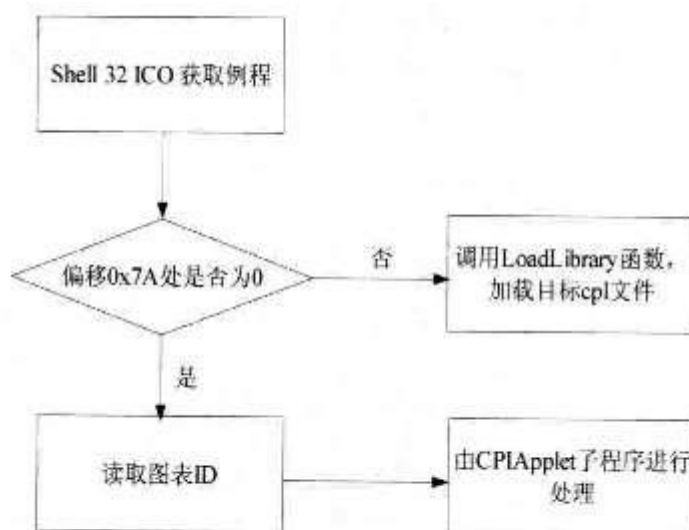 Shell 32 ICO 获取例程
偏移0x7A处是否为0
否
调用LoadLibrary函数，
加载目标cpl文件
是
读取图表ID
由CPIApplet子程序进行
处理